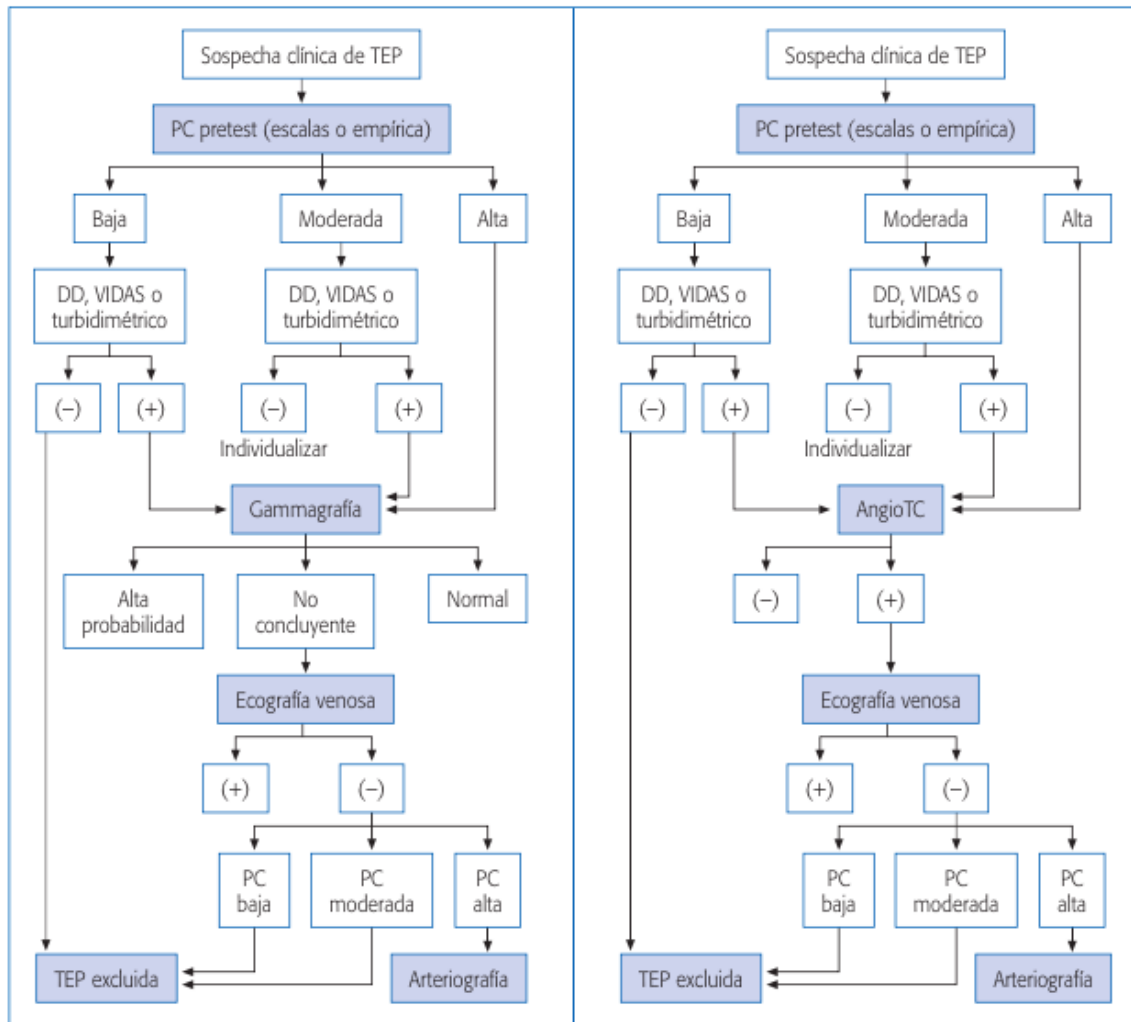 Sospecha clínica de TEP
PC pretest (escalas o empírica)
Baja
Moderada
Alta
DD, VIDAS o
turbidimétrico
DD, VIDAS o
turbidimétrico
(–)
(+)
(–)
(+)
Individualizar
Gammagrafía
Alta
probabilidad
No
concluyente
Normal
Ecografía venosa
(+)
(–)
PC
baja
PC
moderada
PC
alta
TEP excluida
Arteriografía
Sospecha clínica de TEP
PC pretest (escalas o empírica)
Baja
Moderada
Alta
DD, VIDAS o
turbidimétrico
DD, VIDAS o
turbidimétrico
(–)
(+)
(–)
(+)
Individualizar
AngioTC
(–)
(+)
Ecografía venosa
(+)
(–)
PC
baja
PC
moderada
PC
alta
TEP excluida
Arteriografía